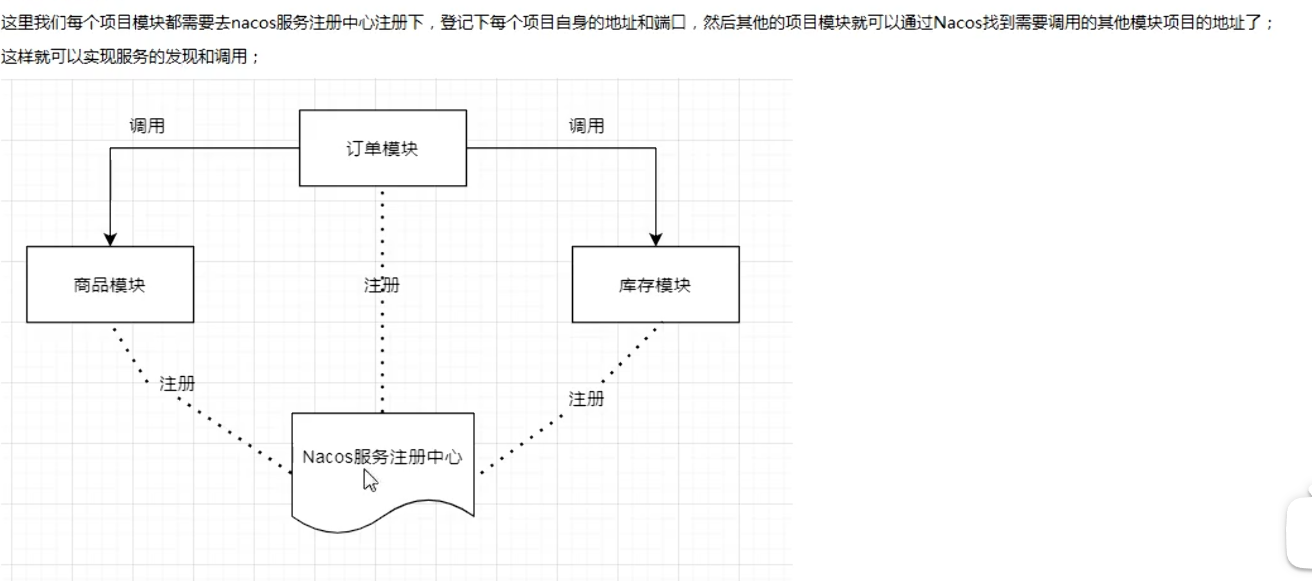 这里我们每个项目模块都需要去nacos服务注册中心注册下，登记下每个项目自身的地址和端口，然后其他的项目模块就可以通过Nacos找到需要调用的其他模块项目的地址了；
这样就可以实现服务的发现和调用；
调用
调用
订单模块
商品模块
注册
库存模块
注册
注册
Nacos服务注册中心